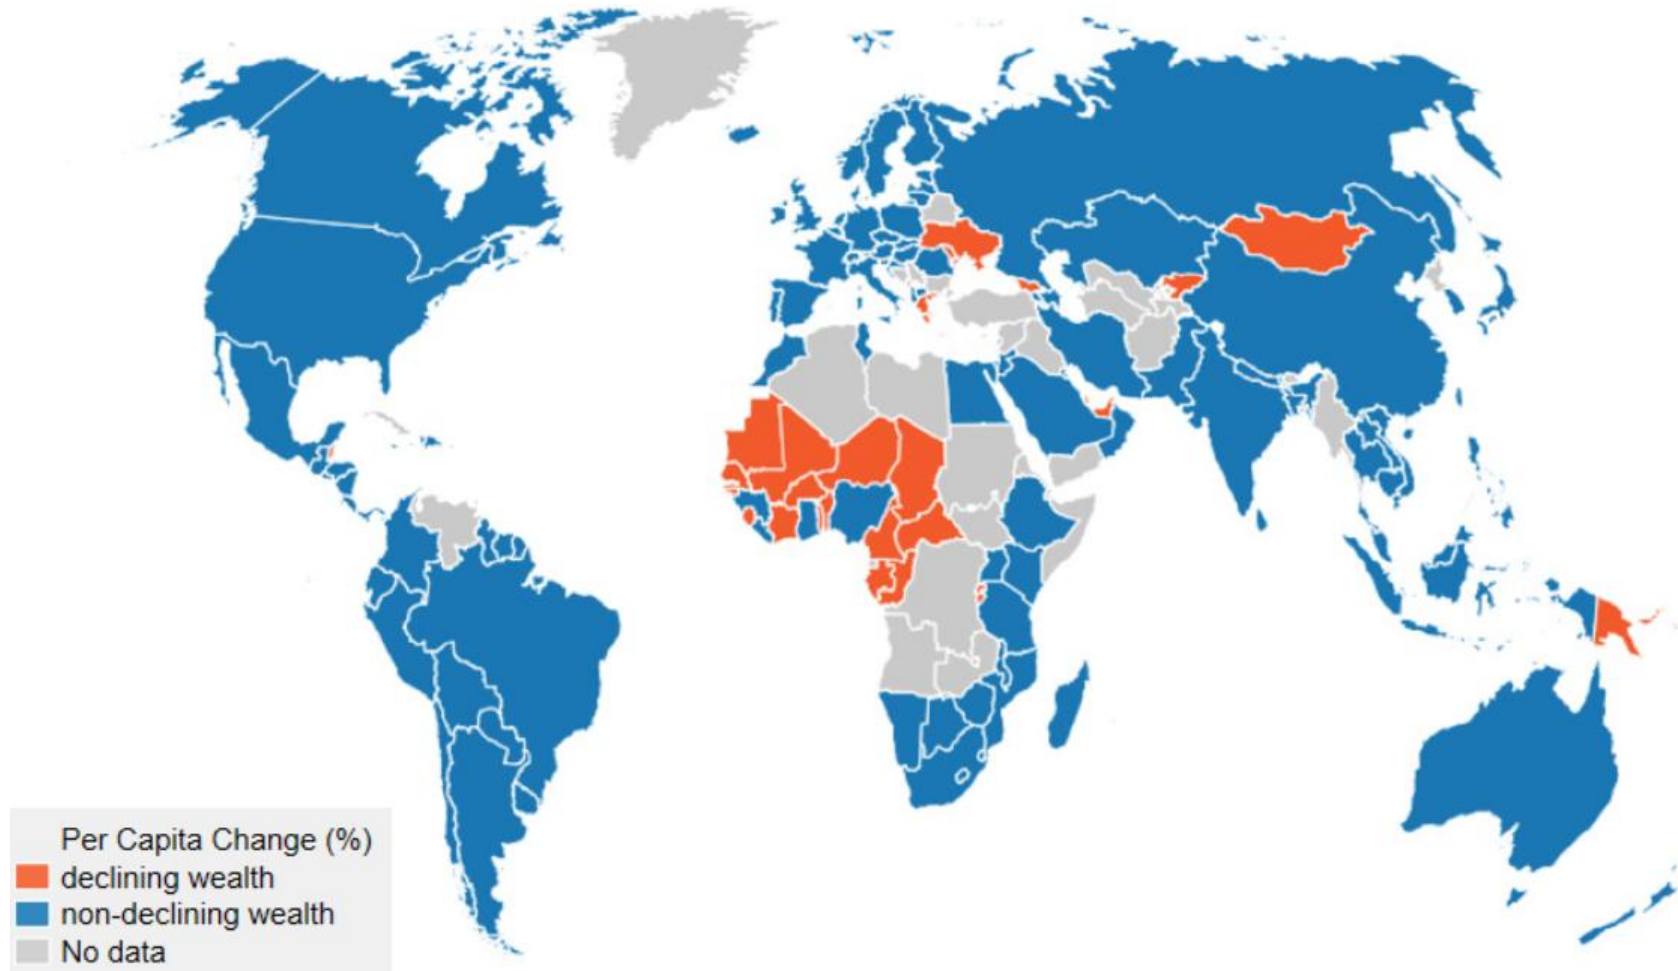 Per Capita Change (%)
declining wealth
non-declining wealth
No data